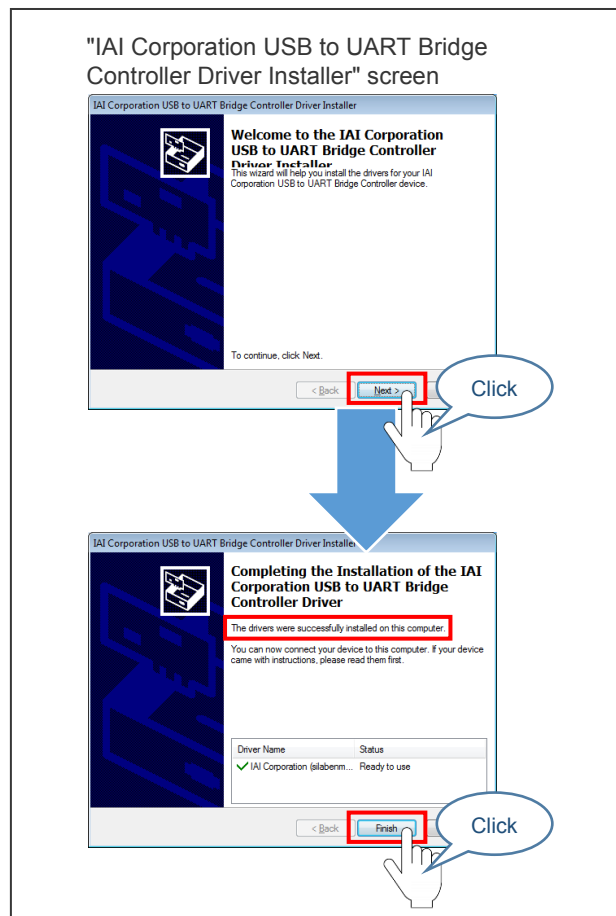 "IAI Corporation USB to UART Bridge
Controller Driver Installer" screen
IAI Corporation USB to UART Bridge Controller Driver Installer
Welcome to the IAI Corporation
USB to UART Bridge Controller
Driver Installer
This wizard will help you install the drivers for your IAI
Corporation USB to UART Bridge Controller device.
To continue, click Next.
< Back
Next >
Click
IAI Corporation USB to UART Bridge Controller Driver Installer
Completing the Installation of the IAI
Corporation USB to UART Bridge
Controller Driver
The drivers were successfully installed on this computer.
You can now connect your device to this computer. If your device
came with instructions, please read them first.
Driver Name Status
IAI Corporation (silabenm... Ready to use
< Back
Finish
Click